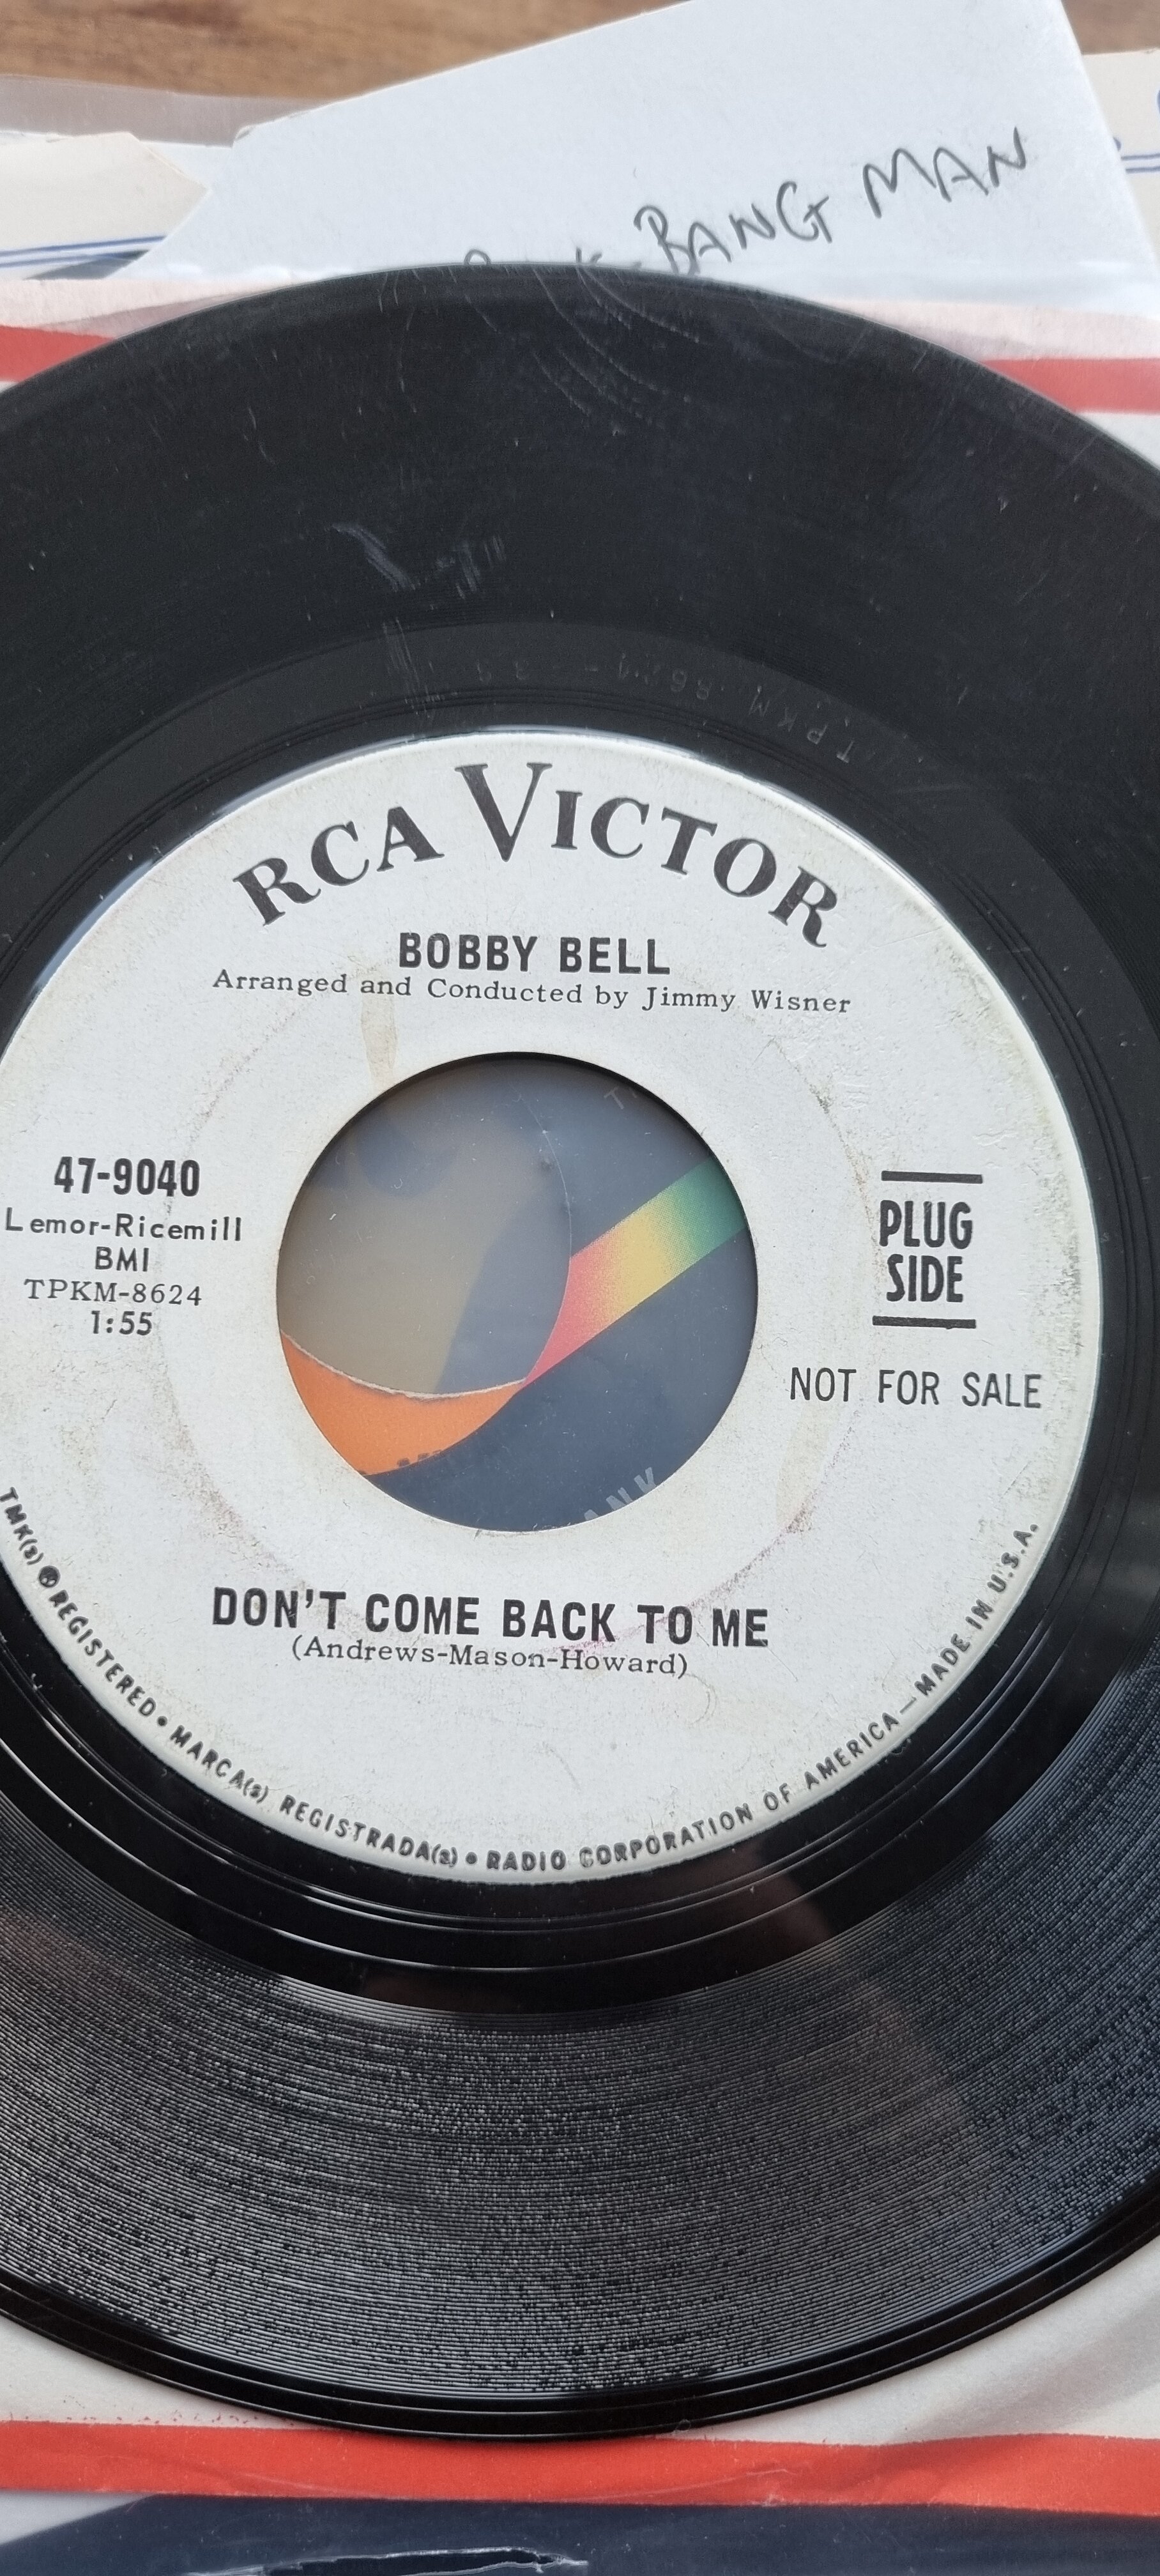 BANG MAN
TPKM 8624
RCA VICTOR
BOBBY BELL
Arranged and Conducted by Jimmy Wisner
47-9040
Lemor-Ricemill
BMI
TPKM-8624
1:55
PLUG
SIDE
NOT FOR SALE
DON'T COME BACK TO ME
(Andrews-Mason-Howard)
TMK(s) ® REGISTERED • MARCA(s) REGISTRADA(s) • RADIO CORPORATION OF AMERICA — MADE IN U.S.A.